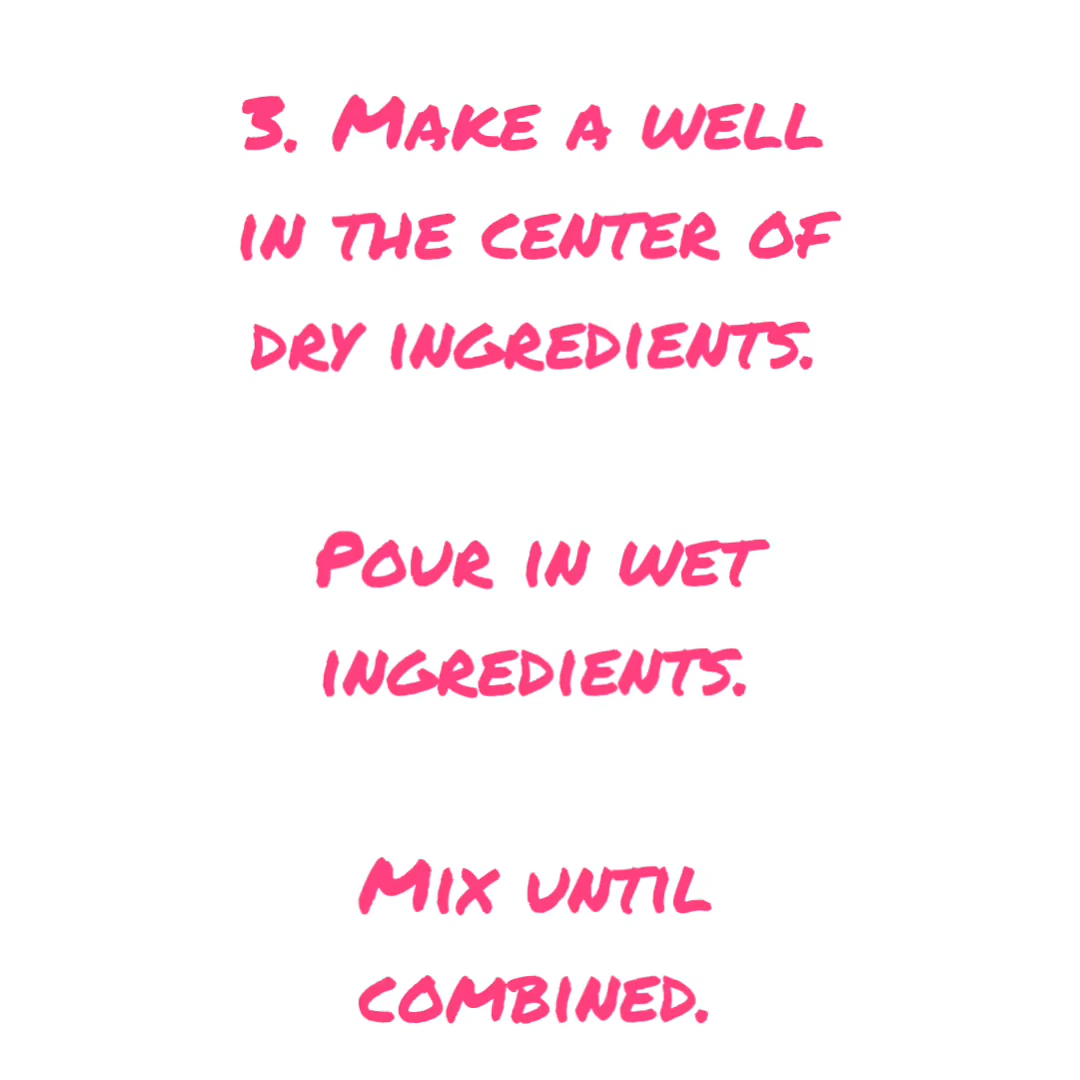 3. Make a well
in the center of
dry ingredients.
Pour in wet
ingredients.
Mix until
combined.